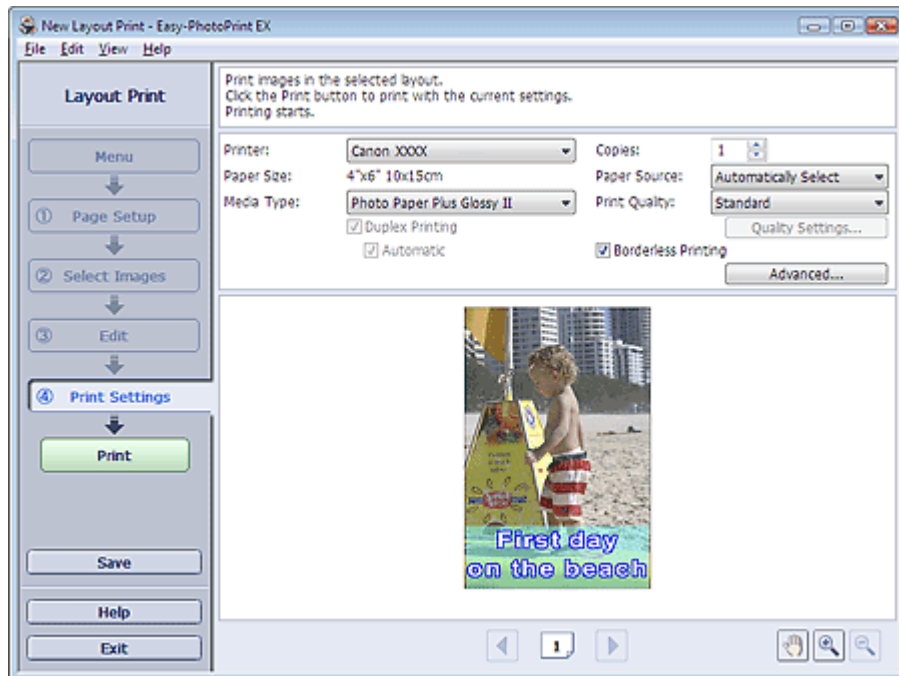 New Layout Print - Easy-PhotoPrint EX
File Edit View Help
Layout Print
Menu
① Page Setup
② Select Images
③ Edit
④ Print Settings
Print
Save
Help
Exit
Print images in the selected layout.
Click the Print button to print with the current settings.
Printing starts.
Printer: Canon XXXX Copies: 1
Paper Size: 4"x6" 10x15cm Paper Source: Automatically Select
Media Type: Photo Paper Plus Glossy II Print Quality: Standard
Duplex Printing Quality Settings...
Automatic Borderless Printing
Advanced...
First day
on the beach
1